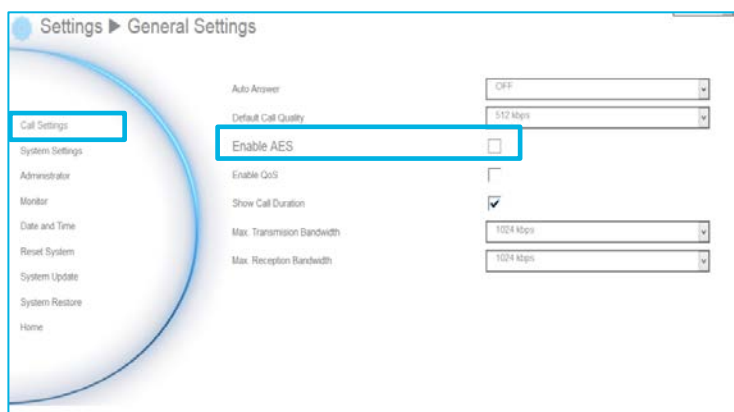 Settings ▶ General Settings
Call Settings
System Settings
Administrator
Monitor
Date and Time
Reset System
System Update
System Restore
Home
Auto Answer OFF
Default Call Quality 512 kbps
Enable AES
Enable QoS
Show Call Duration
Max. Transmision Bandwidth 1024 kbps
Max. Reception Bandwidth 1024 kbps